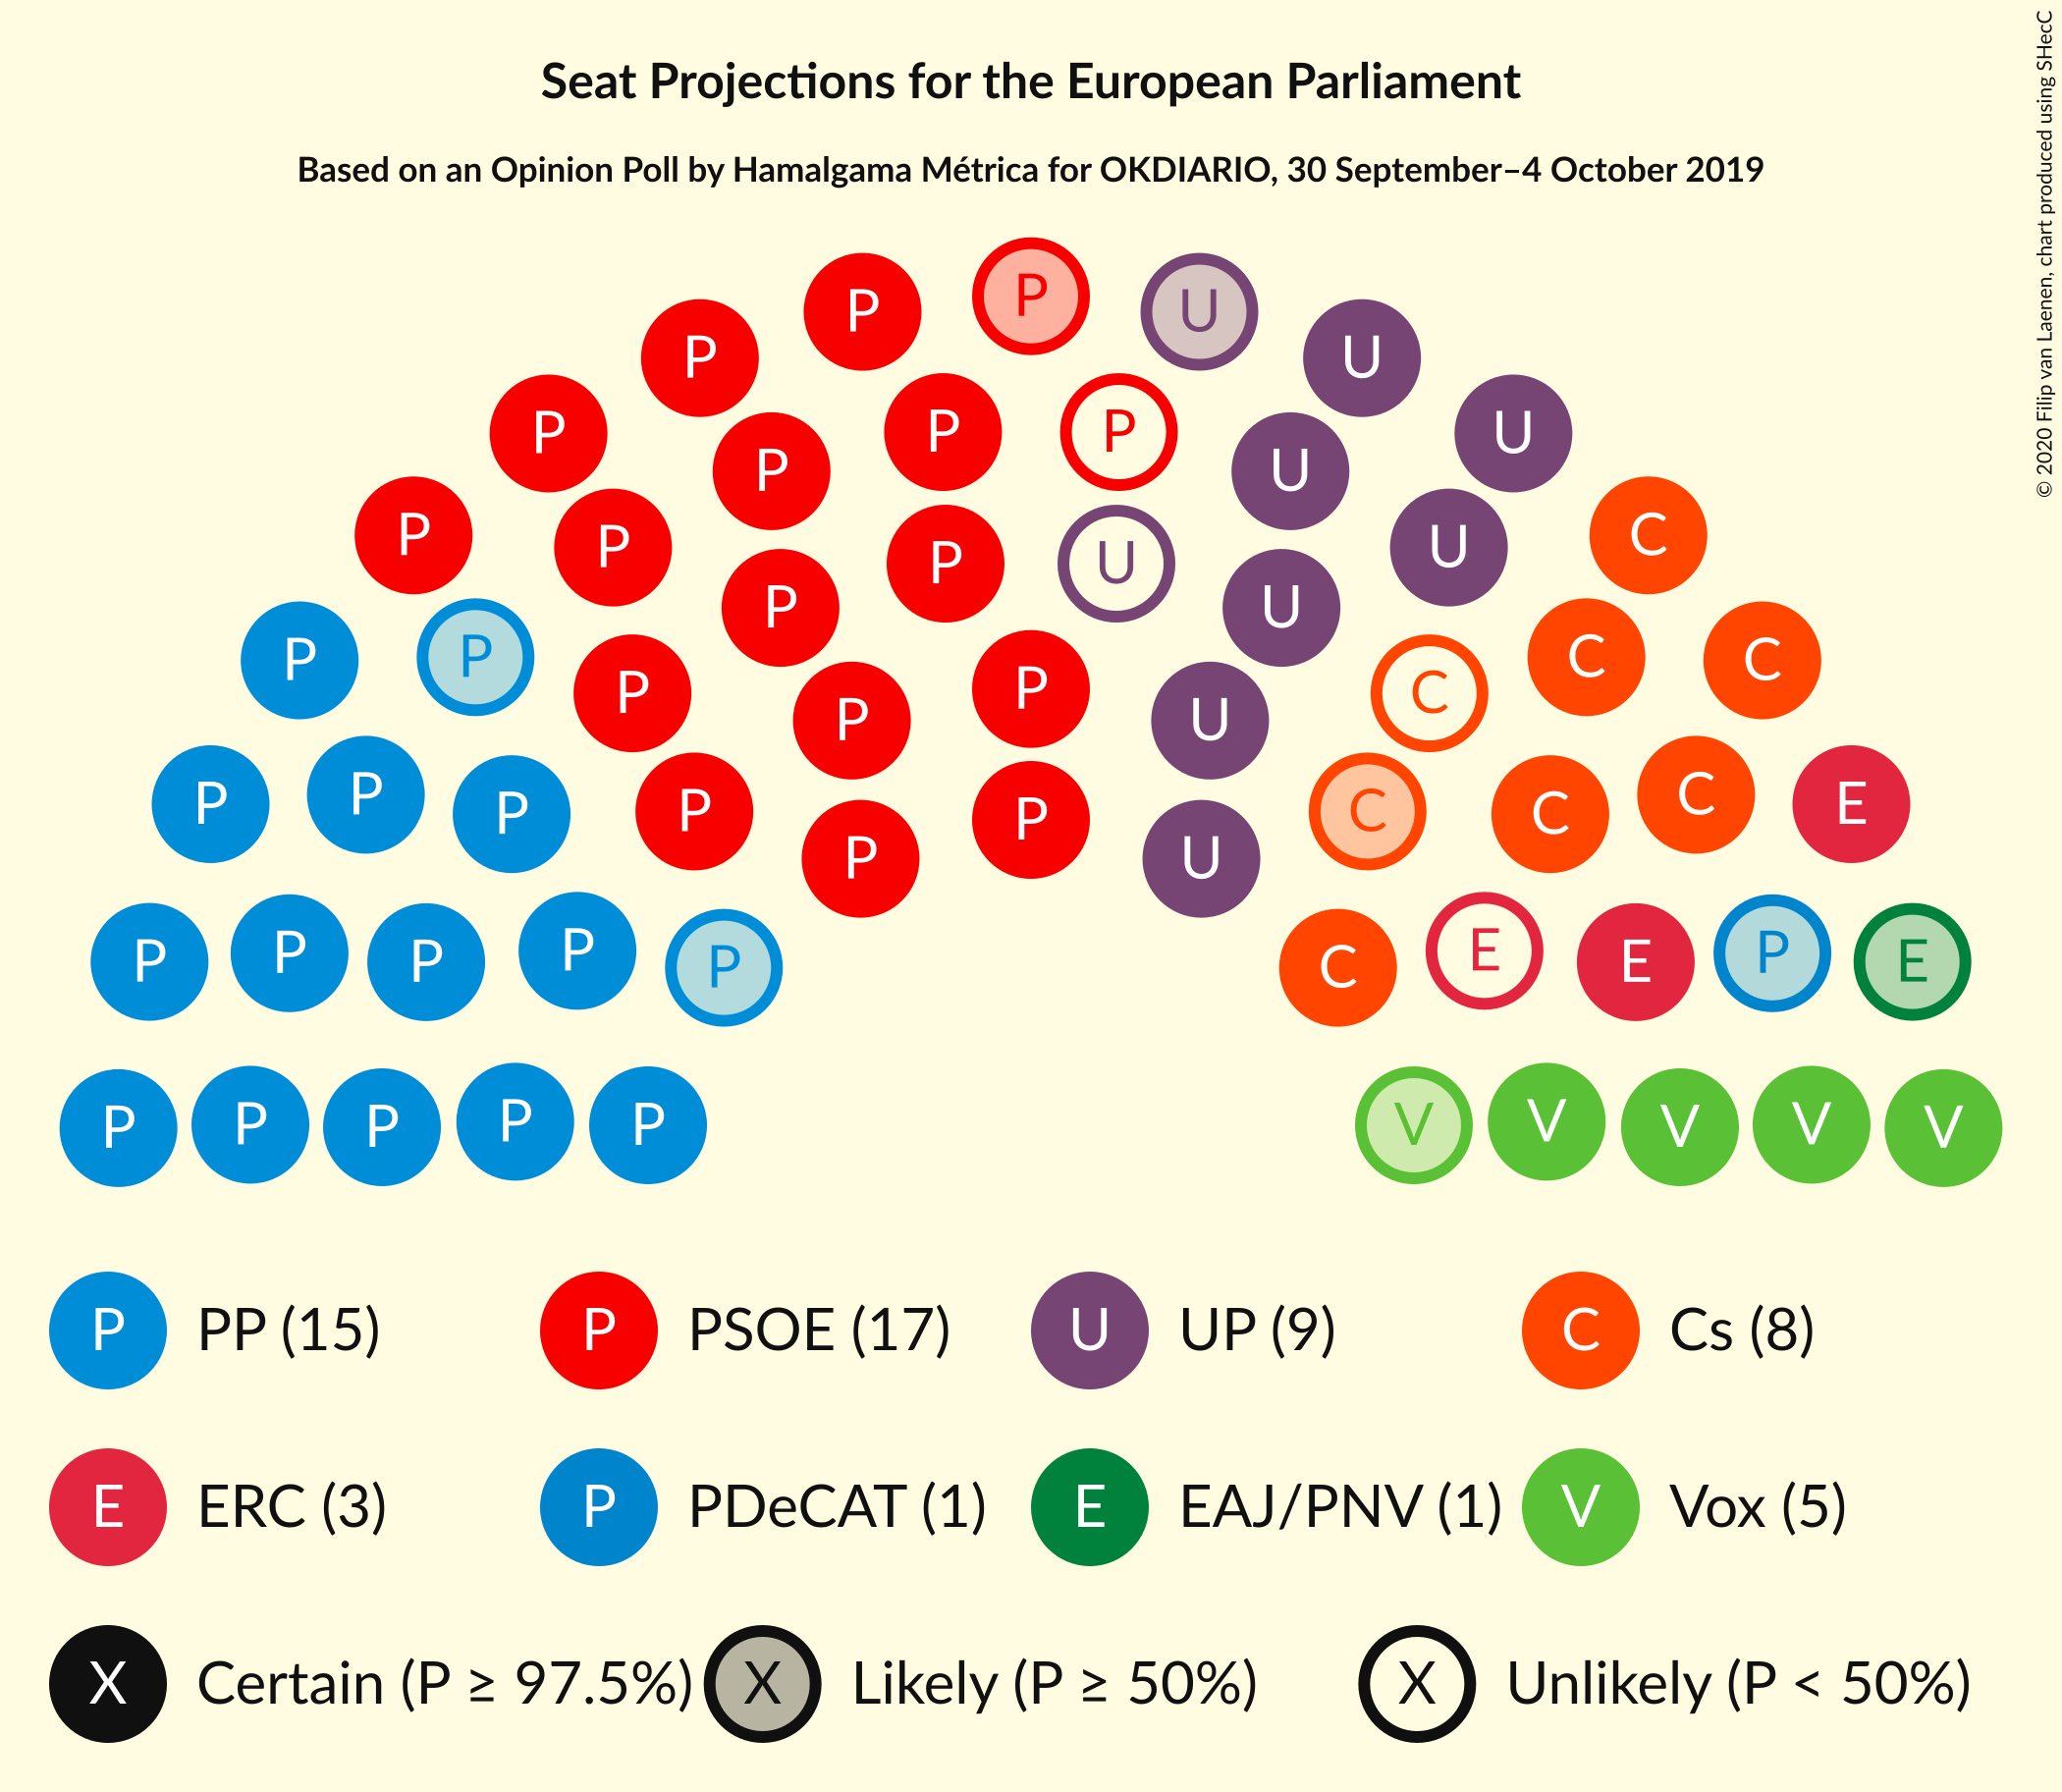 Seat Projections for the European Parliament
Based on an Opinion Poll by Hamalgama Métrica for OKDIARIO, 30 September–4 October 2019
© 2020 Filip van Laenen, chart produced using SHecC
P
P U
P U
P P U
P U
P P U
P C
P U
P U
P P U
P P C C
P P C
P P U
P P C C
P E
P P C
P U
P P C E
P P C E
P P E P E
P P V V
P P P V V V
P PP (15) P PSOE (17) U UP (9) C Cs (8)
E ERC (3) P PDeCAT (1) E EAJ/PNV (1) V Vox (5)
X Certain (P ≥ 97.5%) X Likely (P ≥ 50%) X Unlikely (P < 50%)